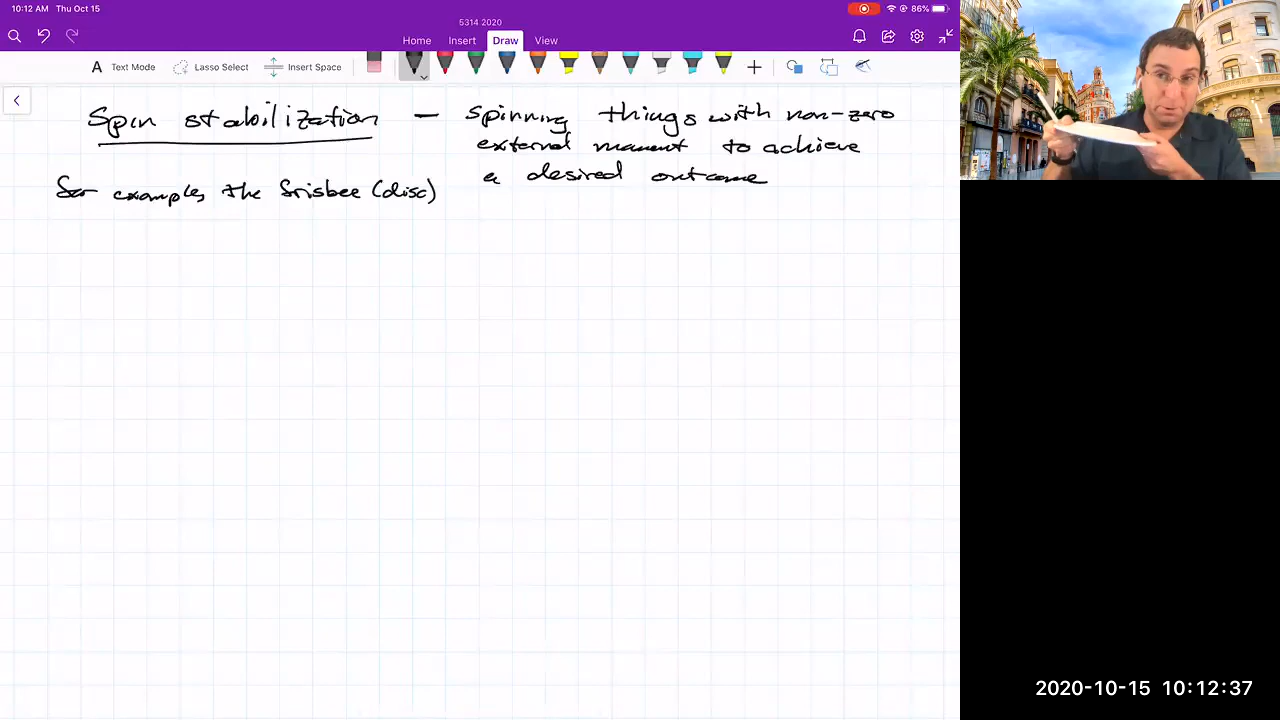 10:12 AM Thu Oct 15
86%
5314 2020
Home Insert Draw View
A Text Mode Lasso Select Insert Space
Spin stabilization — spinning things with non-zero
external moment to achieve
a desired outcome
for examples the frisbee (disc)
2020-10-15 10:12:37